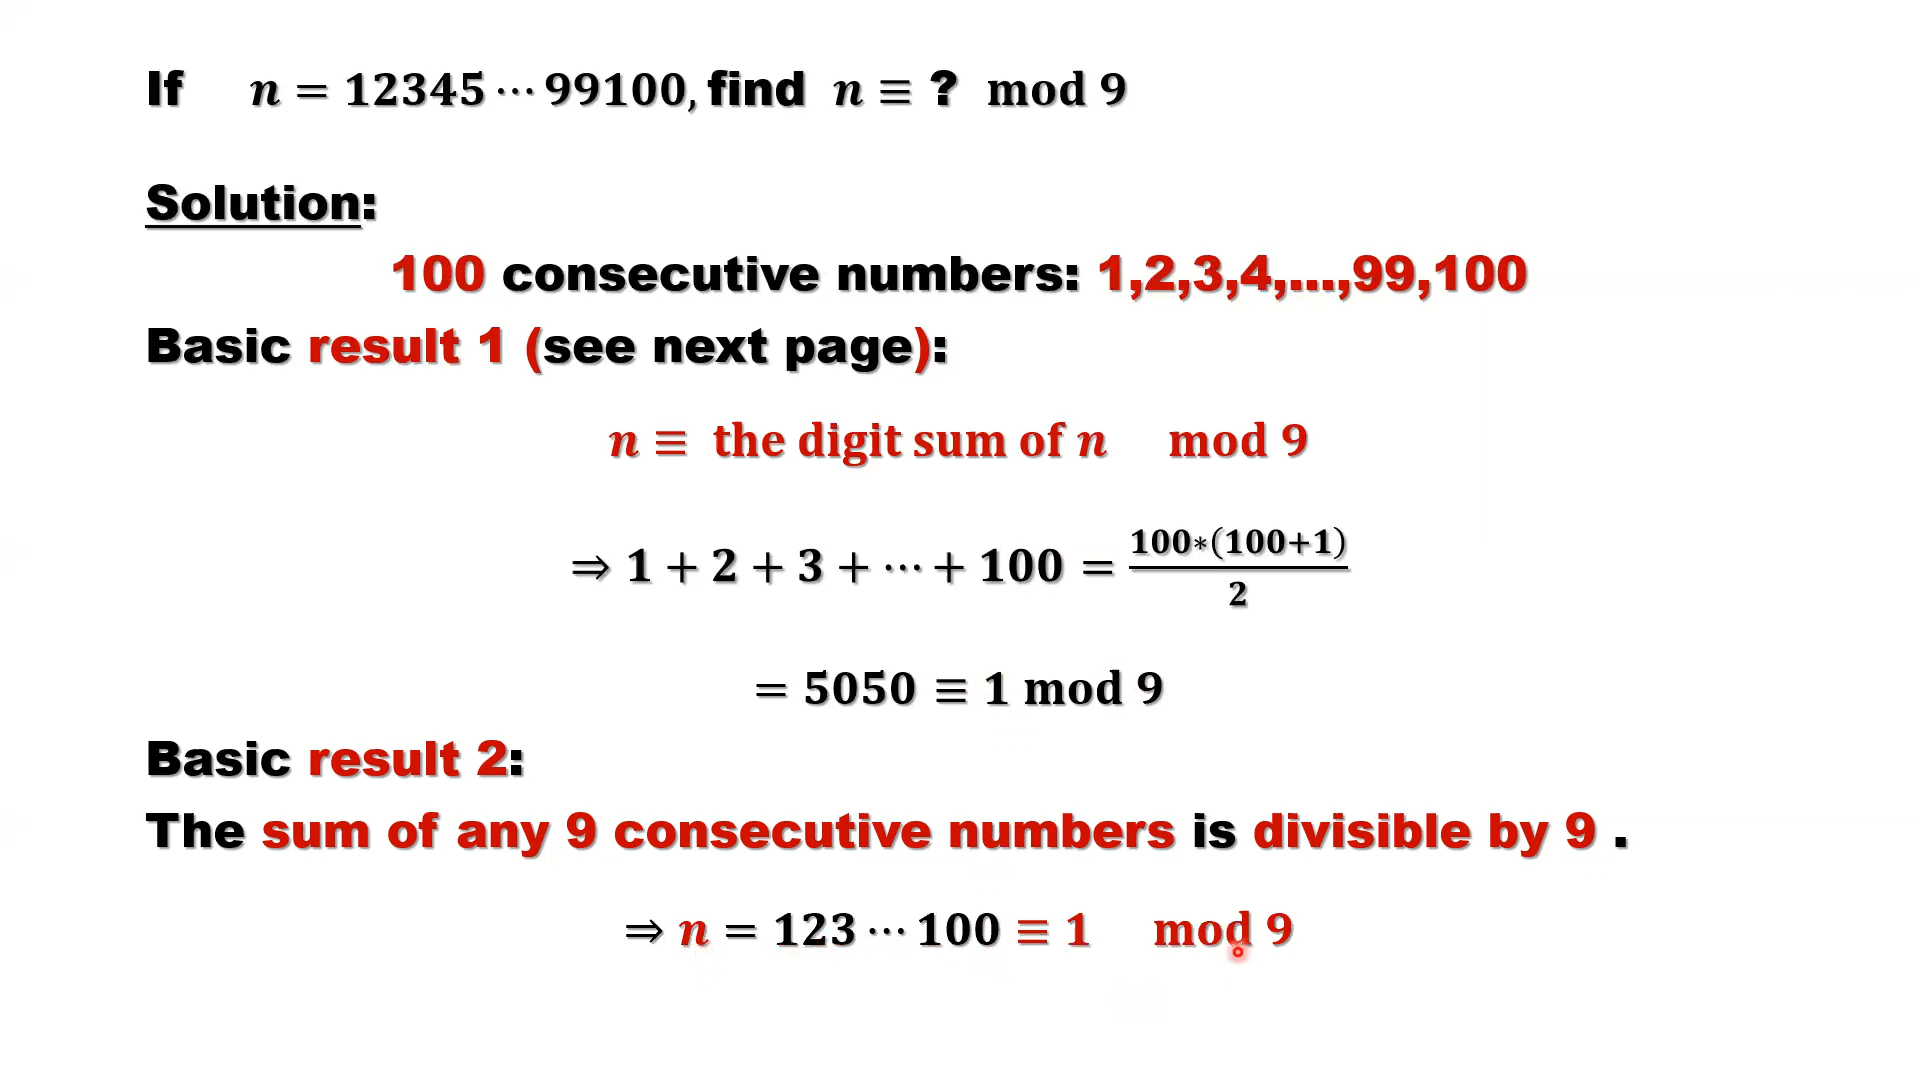 If n = 12345 ⋯ 99100, find n ≡ ? mod 9
Solution:
100 consecutive numbers: 1,2,3,4,…,99,100
Basic result 1 (see next page):
n ≡ the digit sum of n mod 9
⇒ 1 + 2 + 3 + ⋯ + 100 = \frac{100*(100+1)}{2}
= 5050 ≡ 1 mod 9
Basic result 2:
The sum of any 9 consecutive numbers is divisible by 9 .
⇒ n = 123 ⋯ 100 ≡ 1 mod 9